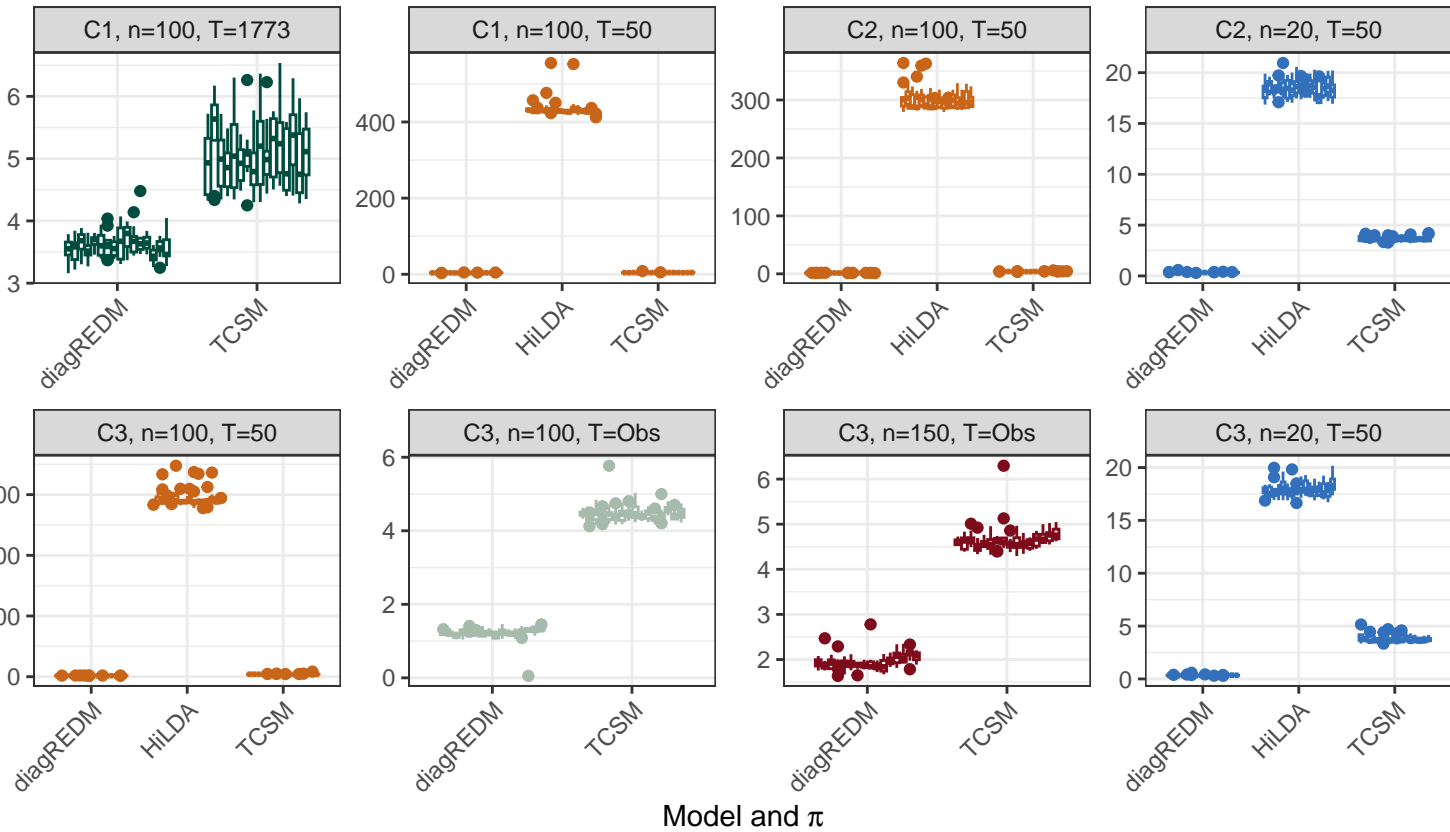 C1, n=100, T=1773
C1, n=100, T=50
C2, n=100, T=50
C2, n=20, T=50
6
5
4
3
400
200
0
300
200
100
0
20
15
10
5
0
diagREDM
TCSM
diagREDM
HiLDA
TCSM
diagREDM
HiLDA
TCSM
diagREDM
HiLDA
TCSM
C3, n=100, T=50
C3, n=100, T=Obs
C3, n=150, T=Obs
C3, n=20, T=50
0
6
4
2
0
6
5
4
3
2
20
15
10
5
0
diagREDM
HiLDA
TCSM
diagREDM
TCSM
diagREDM
TCSM
diagREDM
HiLDA
TCSM
Model and π